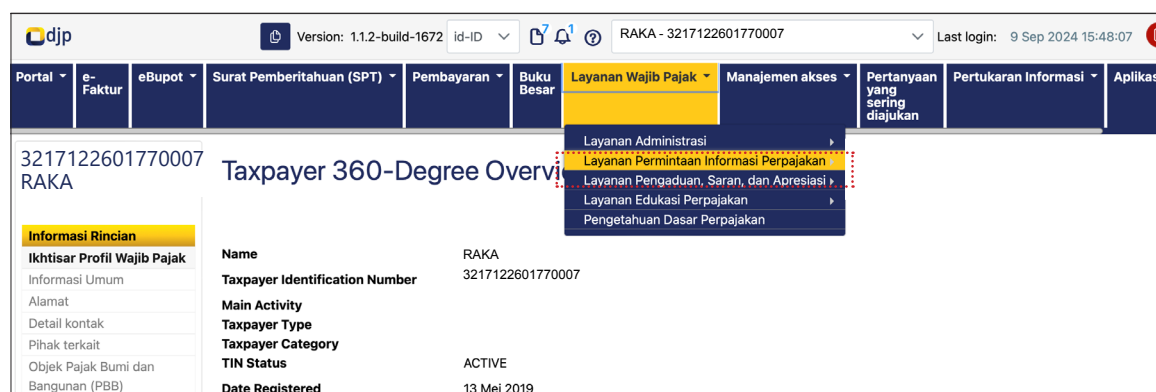 djp
Version: 1.1.2-build-1672
id-ID
7
1
RAKA - 3217122601770007
Last login: 9 Sep 2024 15:48:07
Portal
e-Faktur
eBupot
Surat Pemberitahuan (SPT)
Pembayaran
Buku Besar
Layanan Wajib Pajak
Manajemen akses
Pertanyaan yang sering diajukan
Pertukaran Informasi
Aplikas
Layanan Administrasi
Layanan Permintaan Informasi Perpajakan
Layanan Pengaduan, Saran, dan Apresiasi
Layanan Edukasi Perpajakan
Pengetahuan Dasar Perpajakan
3217122601770007
RAKA
Taxpayer 360-Degree Overvi
Informasi Rincian
Ikhtisar Profil Wajib Pajak
Informasi Umum
Alamat
Detail kontak
Pihak terkait
Objek Pajak Bumi dan
Bangunan (PBB)
Name RAKA
Taxpayer Identification Number 3217122601770007
Main Activity
Taxpayer Type
Taxpayer Category
TIN Status ACTIVE
Date Registered 13 Mei 2019